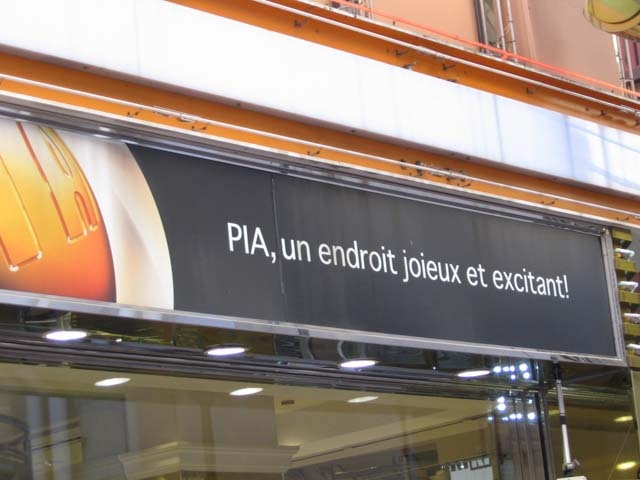 PIA, un endroit joieux et excitant!